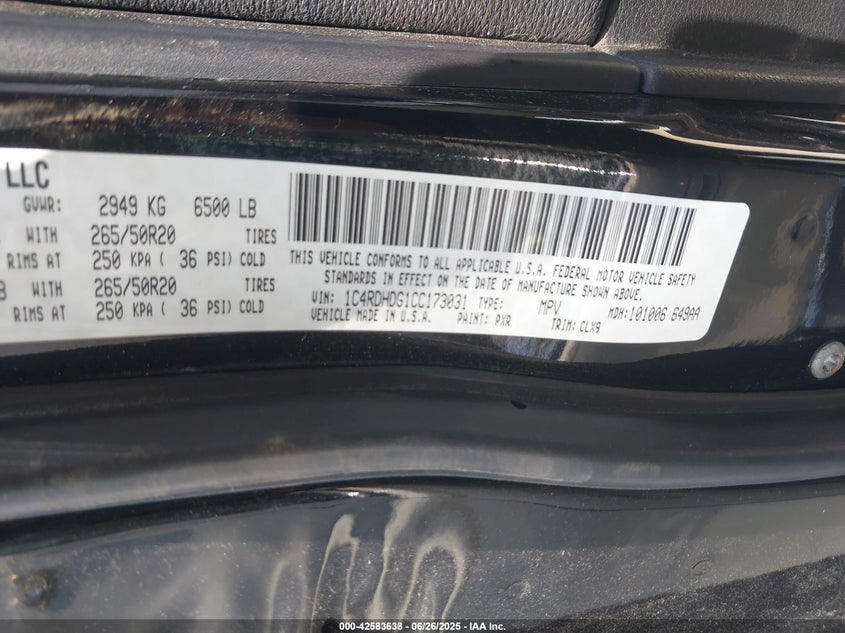 LLC
GVWR: 2949 KG 6500 LB
WITH 265/50R20 TIRES
RIMS AT 250 KPA ( 36 PSI) COLD
WITH 265/50R20 TIRES
RIMS AT 250 KPA ( 36 PSI) COLD
THIS VEHICLE CONFORMS TO ALL APPLICABLE U.S.A. FEDERAL MOTOR VEHICLE SAFETY
STANDARDS IN EFFECT ON THE DATE OF MANUFACTURE SHOWN ABOVE.
VIN: 1C4RDHDG1CC173031 TYPE: MPV MDH:101006 649AA
VEHICLE MADE IN U.S.A. PAINT: PXR TRIM: CLX9
000-42583638 - 06/26/2025 - IAA Inc.